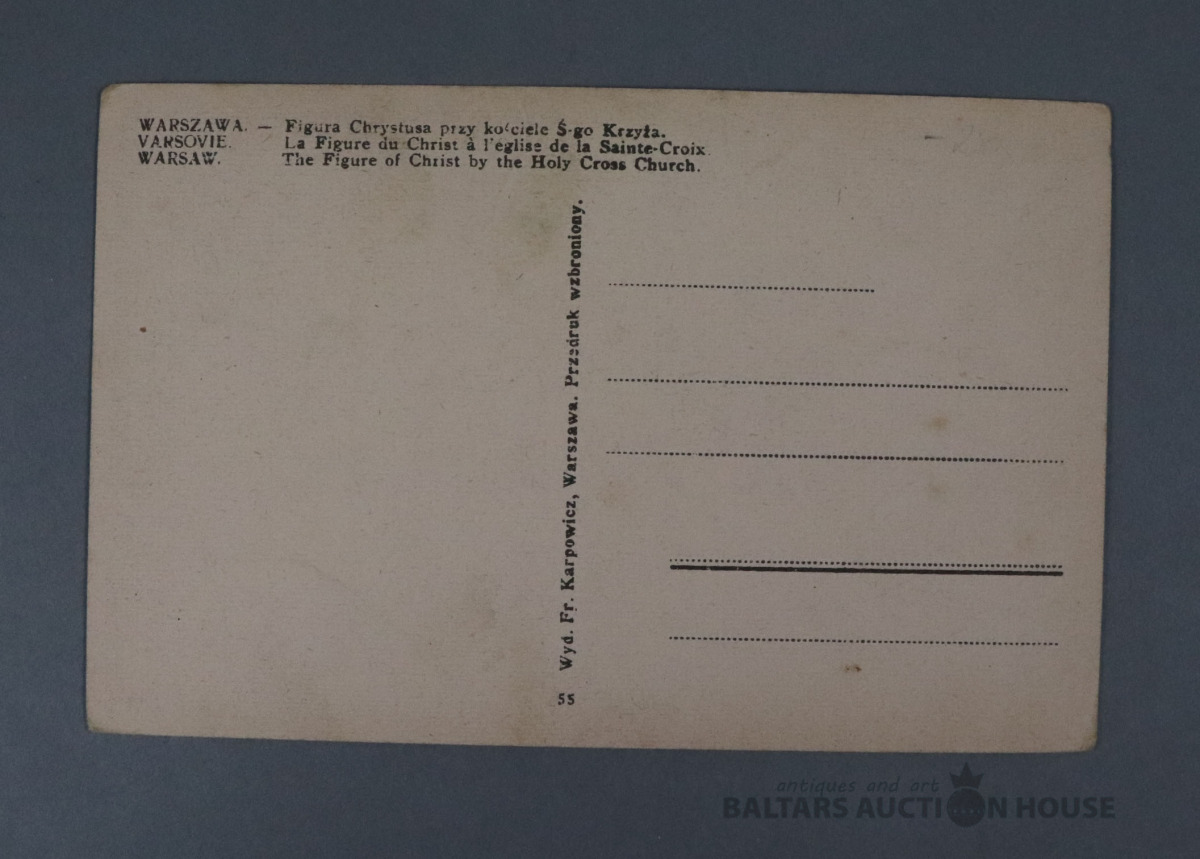 WARSZAWA. — Figura Chrystusa przy kościele Ś-go Krzyża.
VARSOVIE. La Figure du Christ à l'eglise de la Sainte-Croix.
WARSAW. The Figure of Christ by the Holy Cross Church.
Wyd. Fr. Karpowicz, Warszawa. Przedruk wzbroniony.
55
antiques and art
BALTARS AUCTION HOUSE